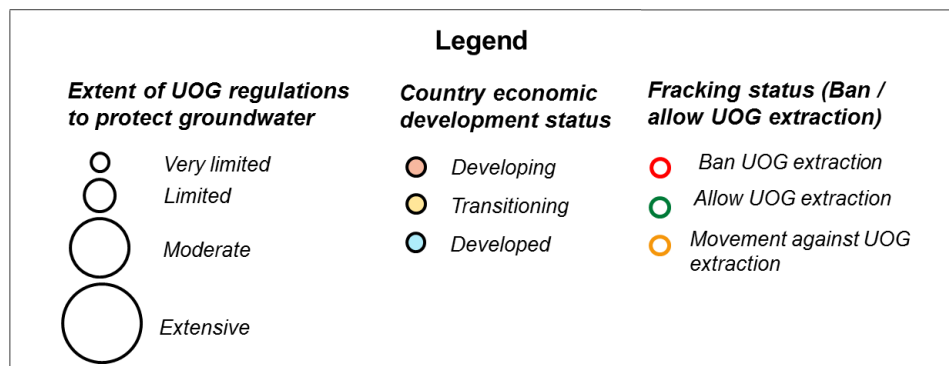 Legend
Extent of UOG regulations
to protect groundwater
Very limited
Limited
Moderate
Extensive
Country economic
development status
Developing
Transitioning
Developed
Fracking status (Ban /
allow UOG extraction)
Ban UOG extraction
Allow UOG extraction
Movement against UOG
extraction